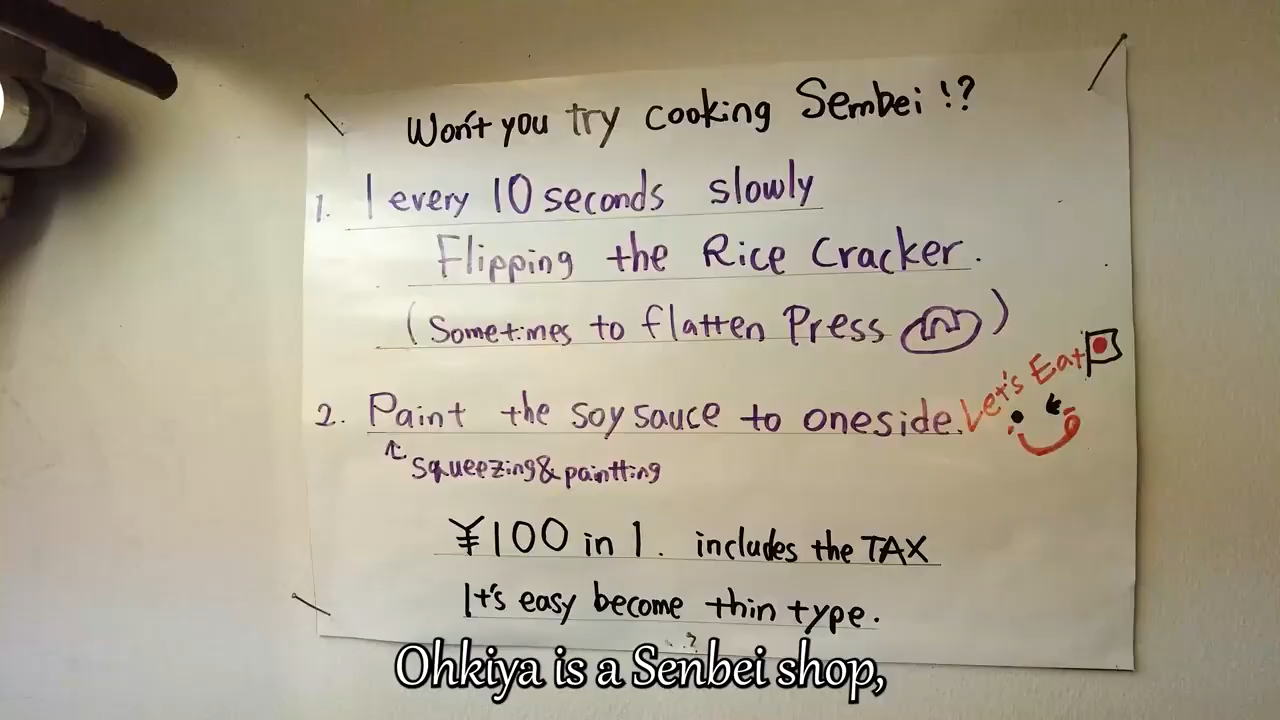 Won't you try cooking Sembei !?
1. 1 every 10 seconds slowly
Flipping the Rice Cracker.
(Sometimes to flatten Press )
Let's Eat
2. Paint the soy sauce to oneside.
squeezing & paintting
¥100 in 1. includes the TAX
It's easy become thin type.
Ohkiya is a Senbei shop,